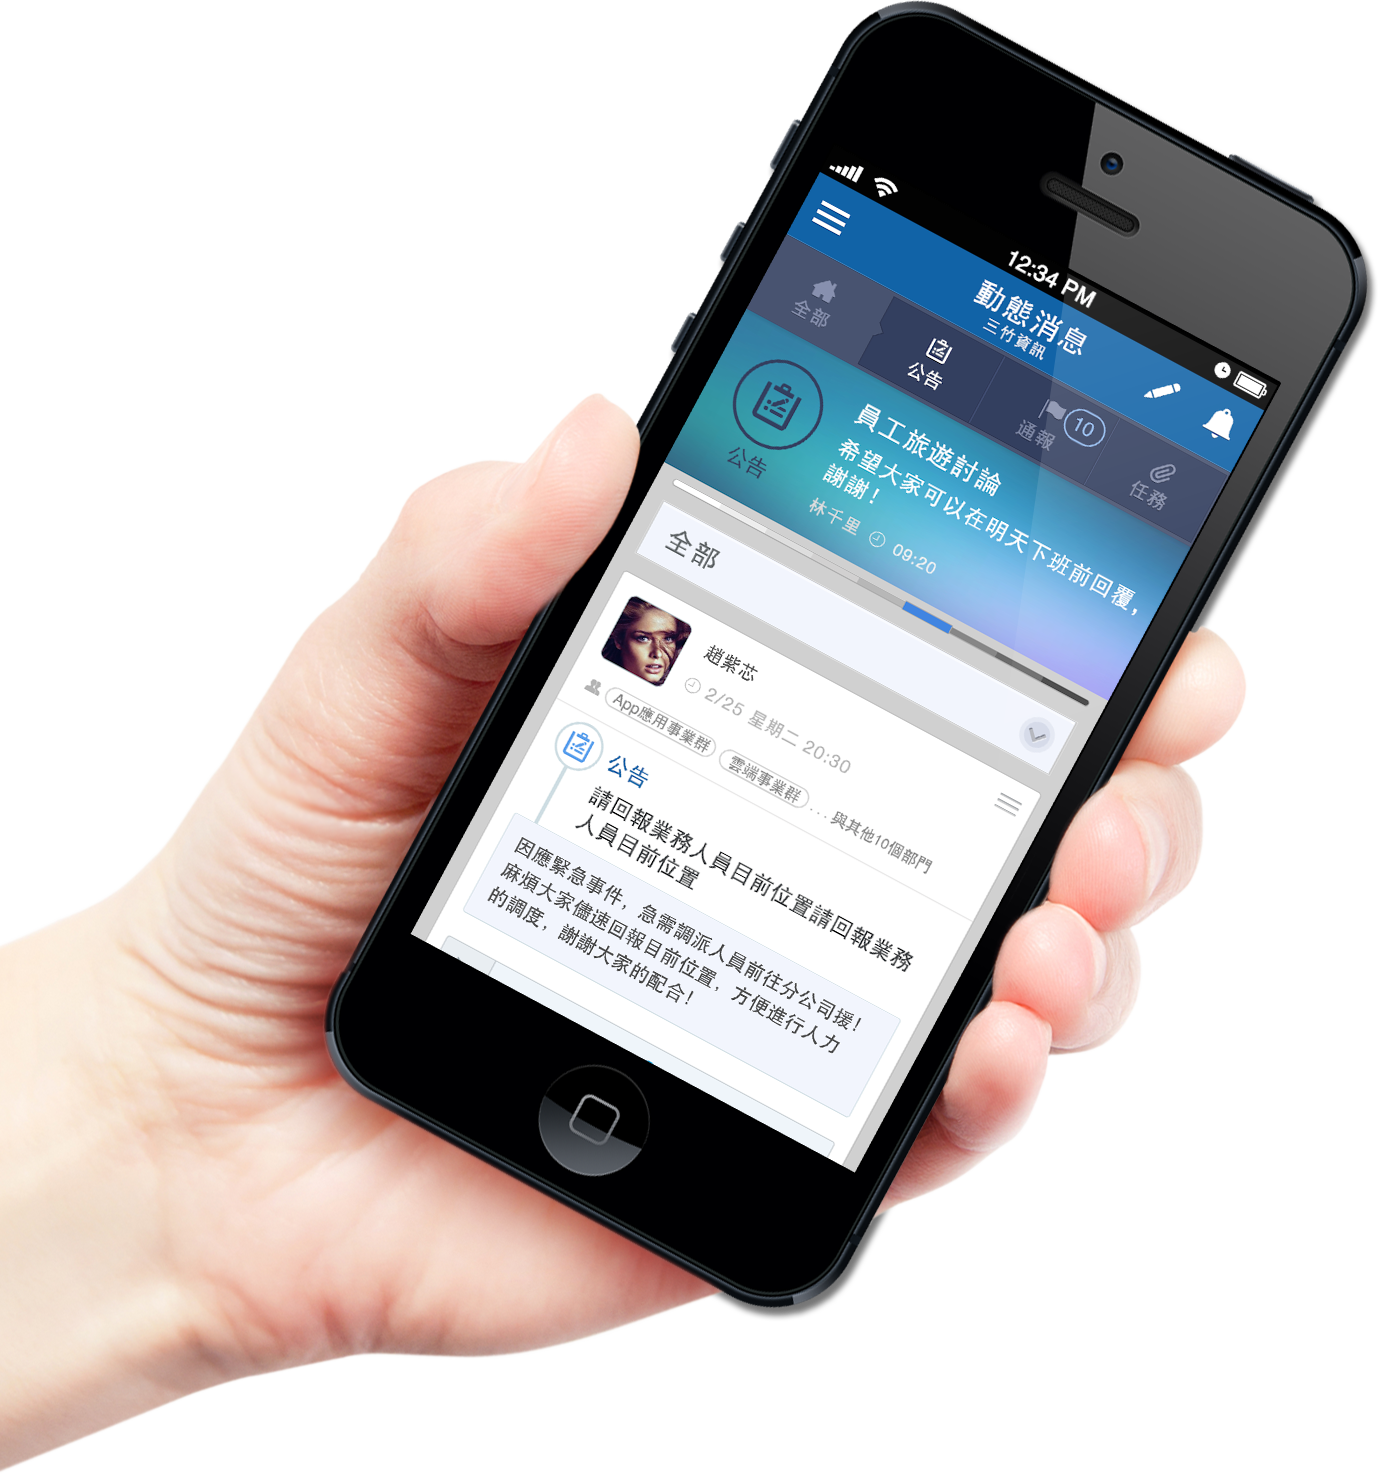 12:34 PM
動態消息
三竹資訊
全部
公告
通報
10
任務
公告
員工旅遊討論
希望大家可以在明天下班前回覆，
謝謝！
林千里 09:20
全部
趙紫芯
2/25 星期二 20:30
App應用事業群 雲端事業群 ... 與其他10個部門
公告
請回報業務人員目前位置請回報業務
人員目前位置
因應緊急事件，急需調派人員前往分公司援！
麻煩大家儘速回報目前位置，方便進行人力
的調度，謝謝大家的配合！